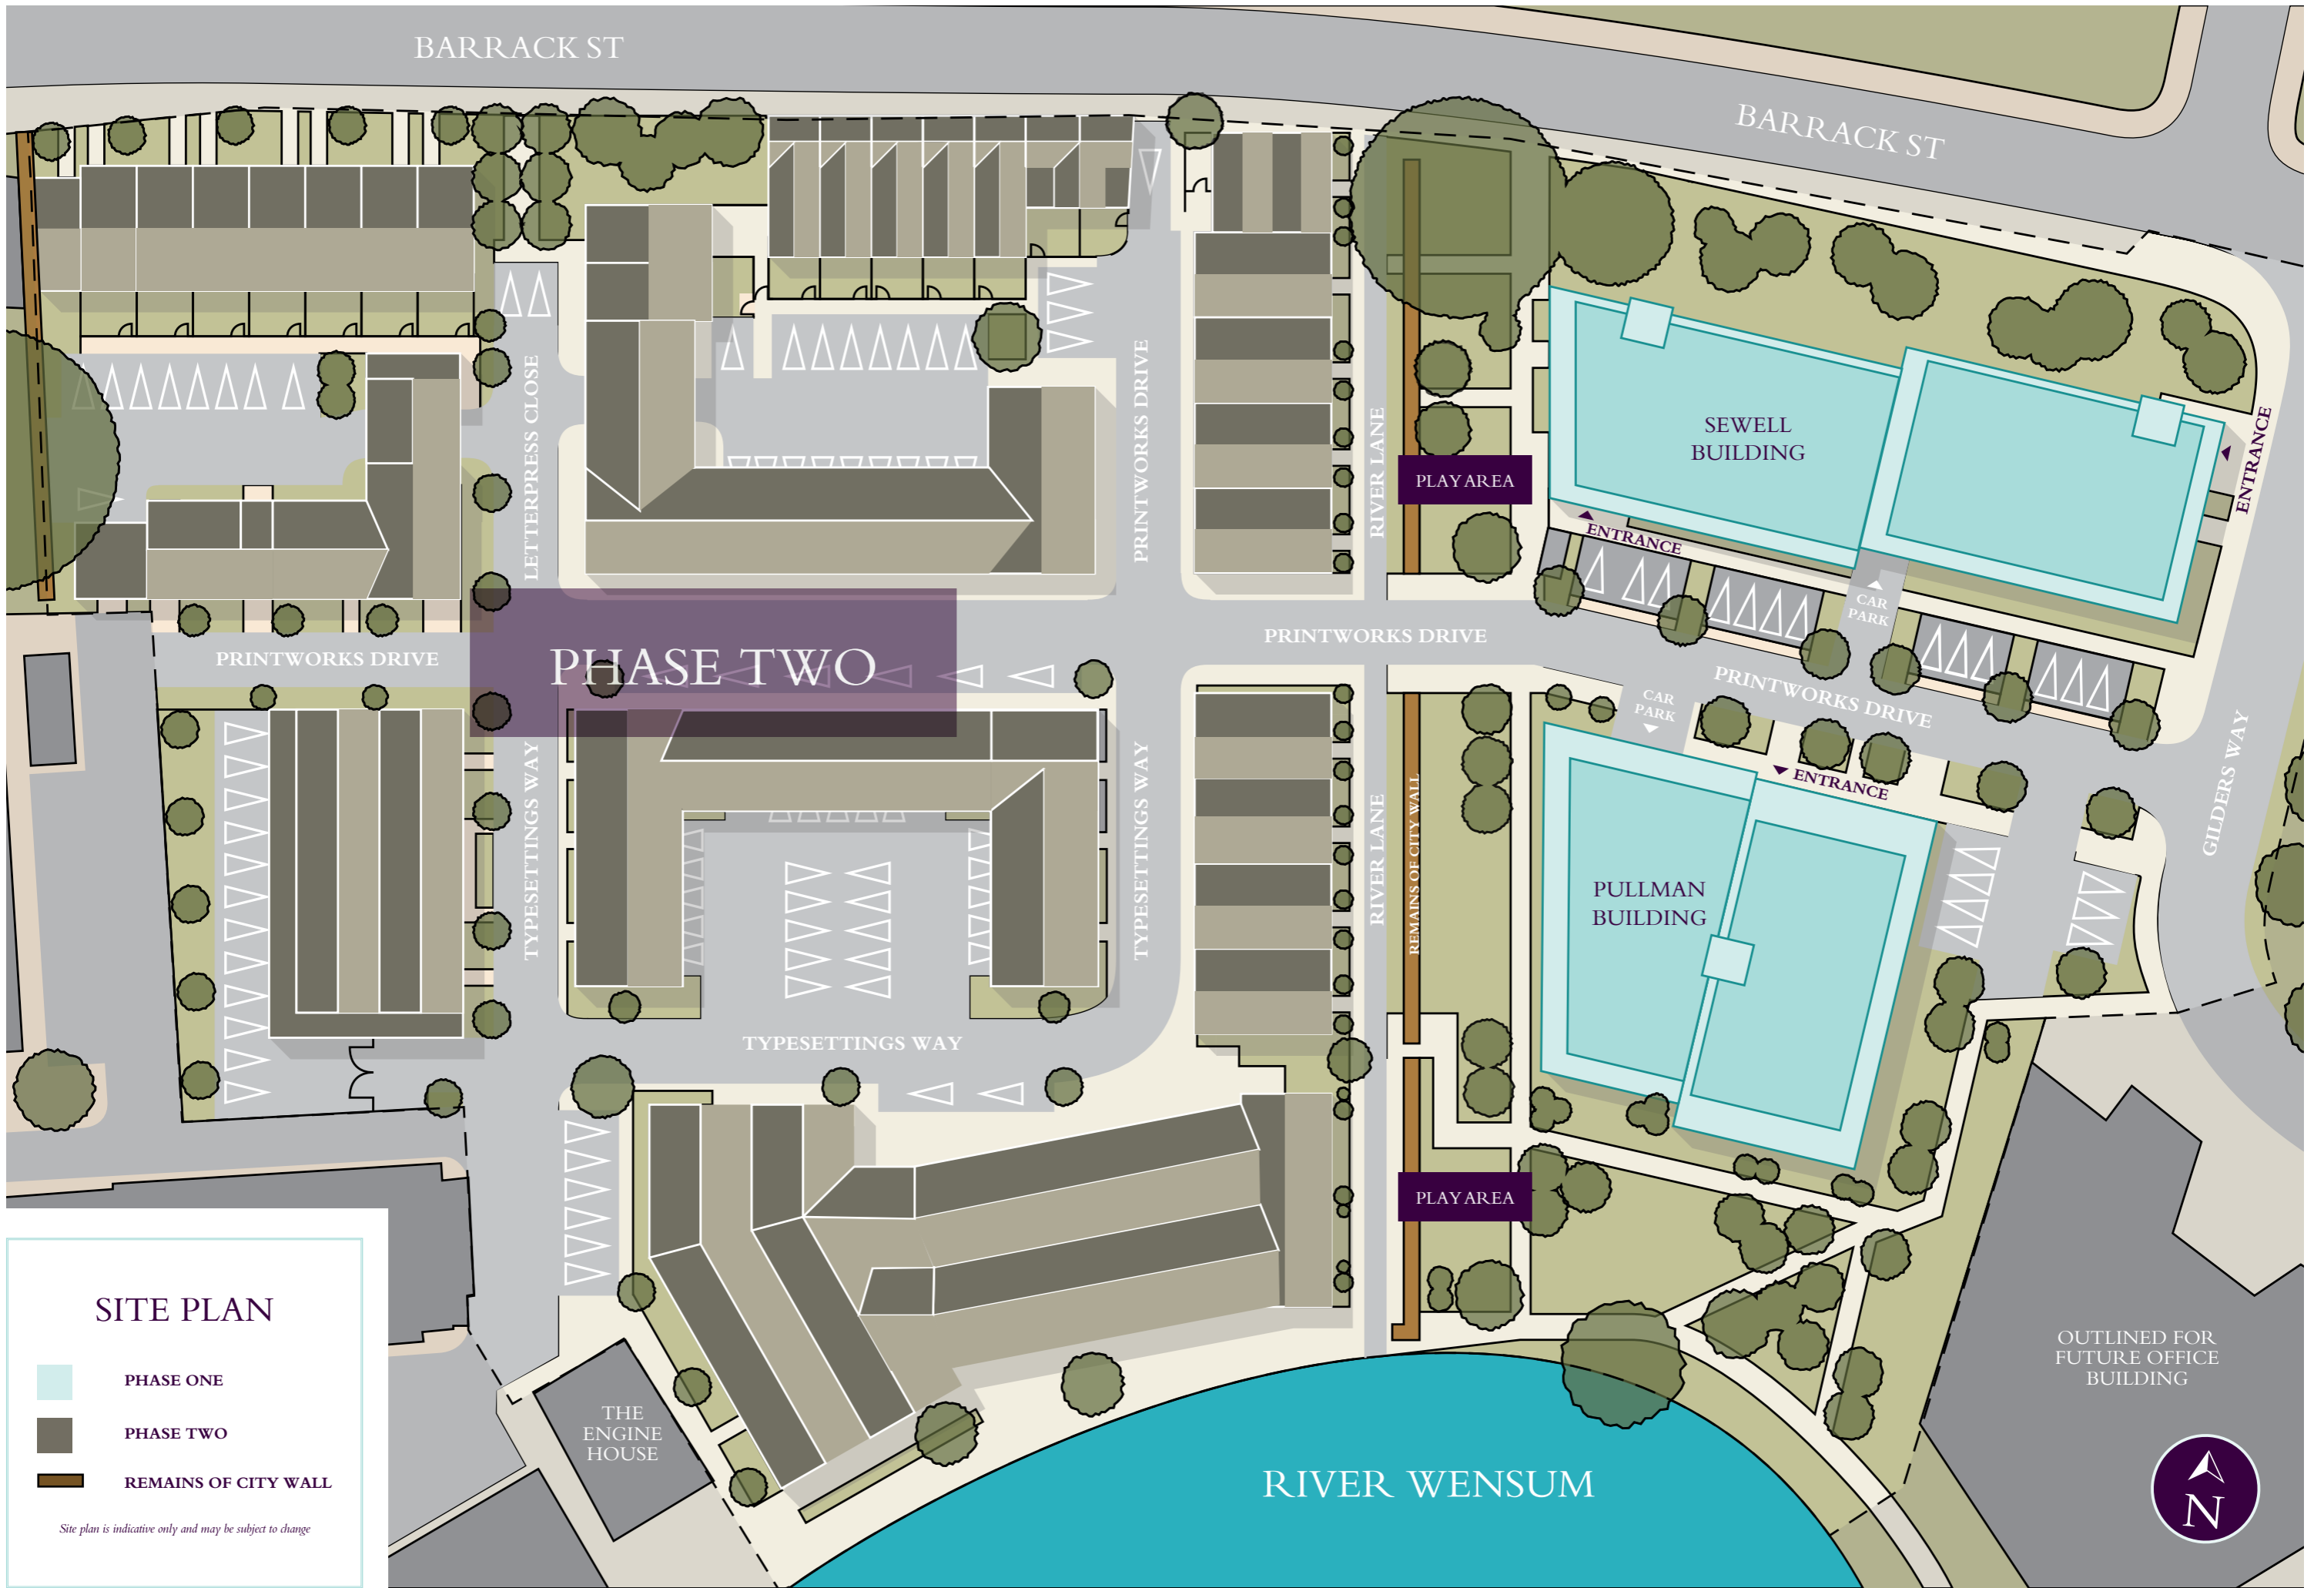 BARRACK ST
BARRACK ST
LETTERPRESS CLOSE
PRINTWORKS DRIVE
RIVER LANE
PLAY AREA
SEWELL
BUILDING
ENTRANCE
ENTRANCE
CAR
PARK
PRINTWORKS DRIVE
PHASE TWO
PRINTWORKS DRIVE
CAR
PARK
PRINTWORKS DRIVE
GILDERS WAY
TYPESETTINGS WAY
TYPESETTINGS WAY
RIVER LANE
REMAINS OF CITY WALL
ENTRANCE
PULLMAN
BUILDING
TYPESETTINGS WAY
PLAY AREA
THE
ENGINE
HOUSE
RIVER WENSUM
OUTLINED FOR
FUTURE OFFICE
BUILDING
N
SITE PLAN
PHASE ONE
PHASE TWO
REMAINS OF CITY WALL
Site plan is indicative only and may be subject to change